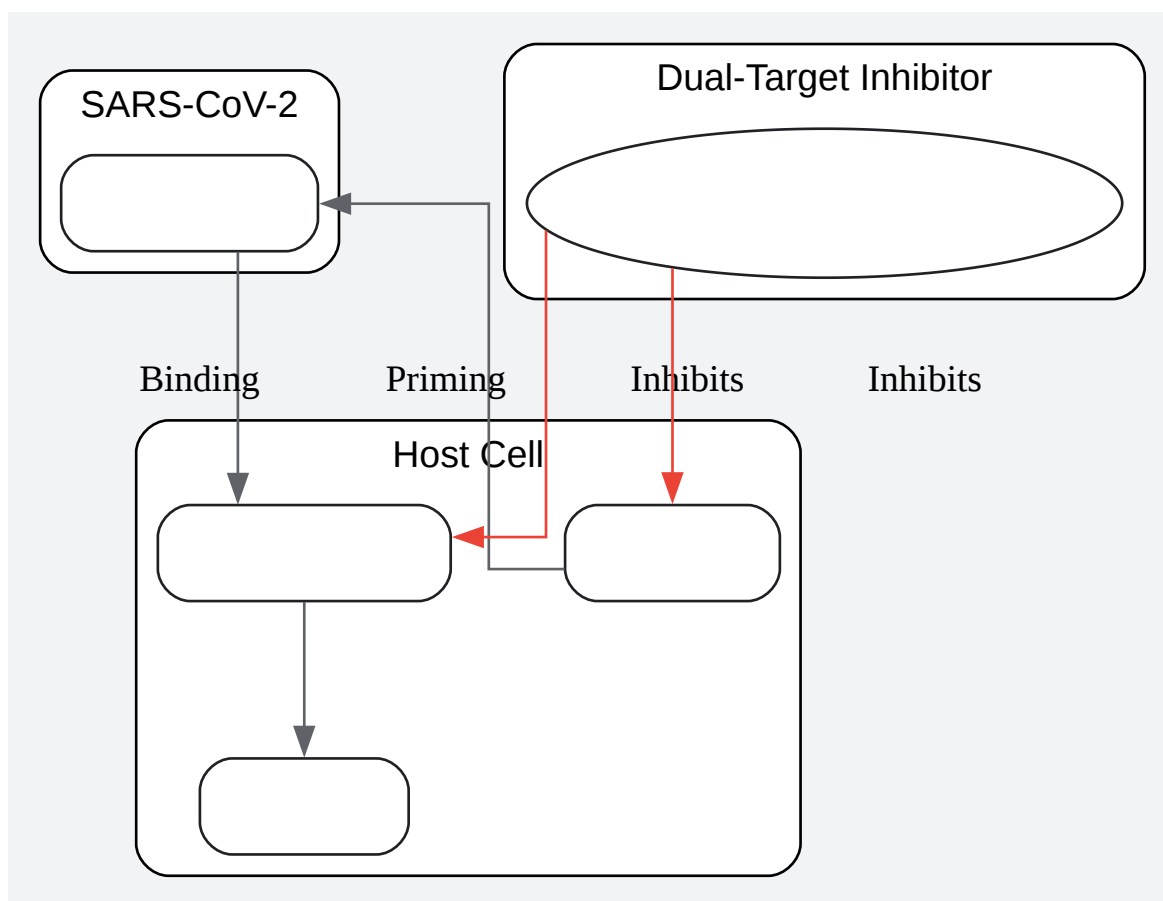 Dual-Target Inhibitor
SARS-CoV-2
Binding
Priming
Inhibits
Inhibits
Host Cell